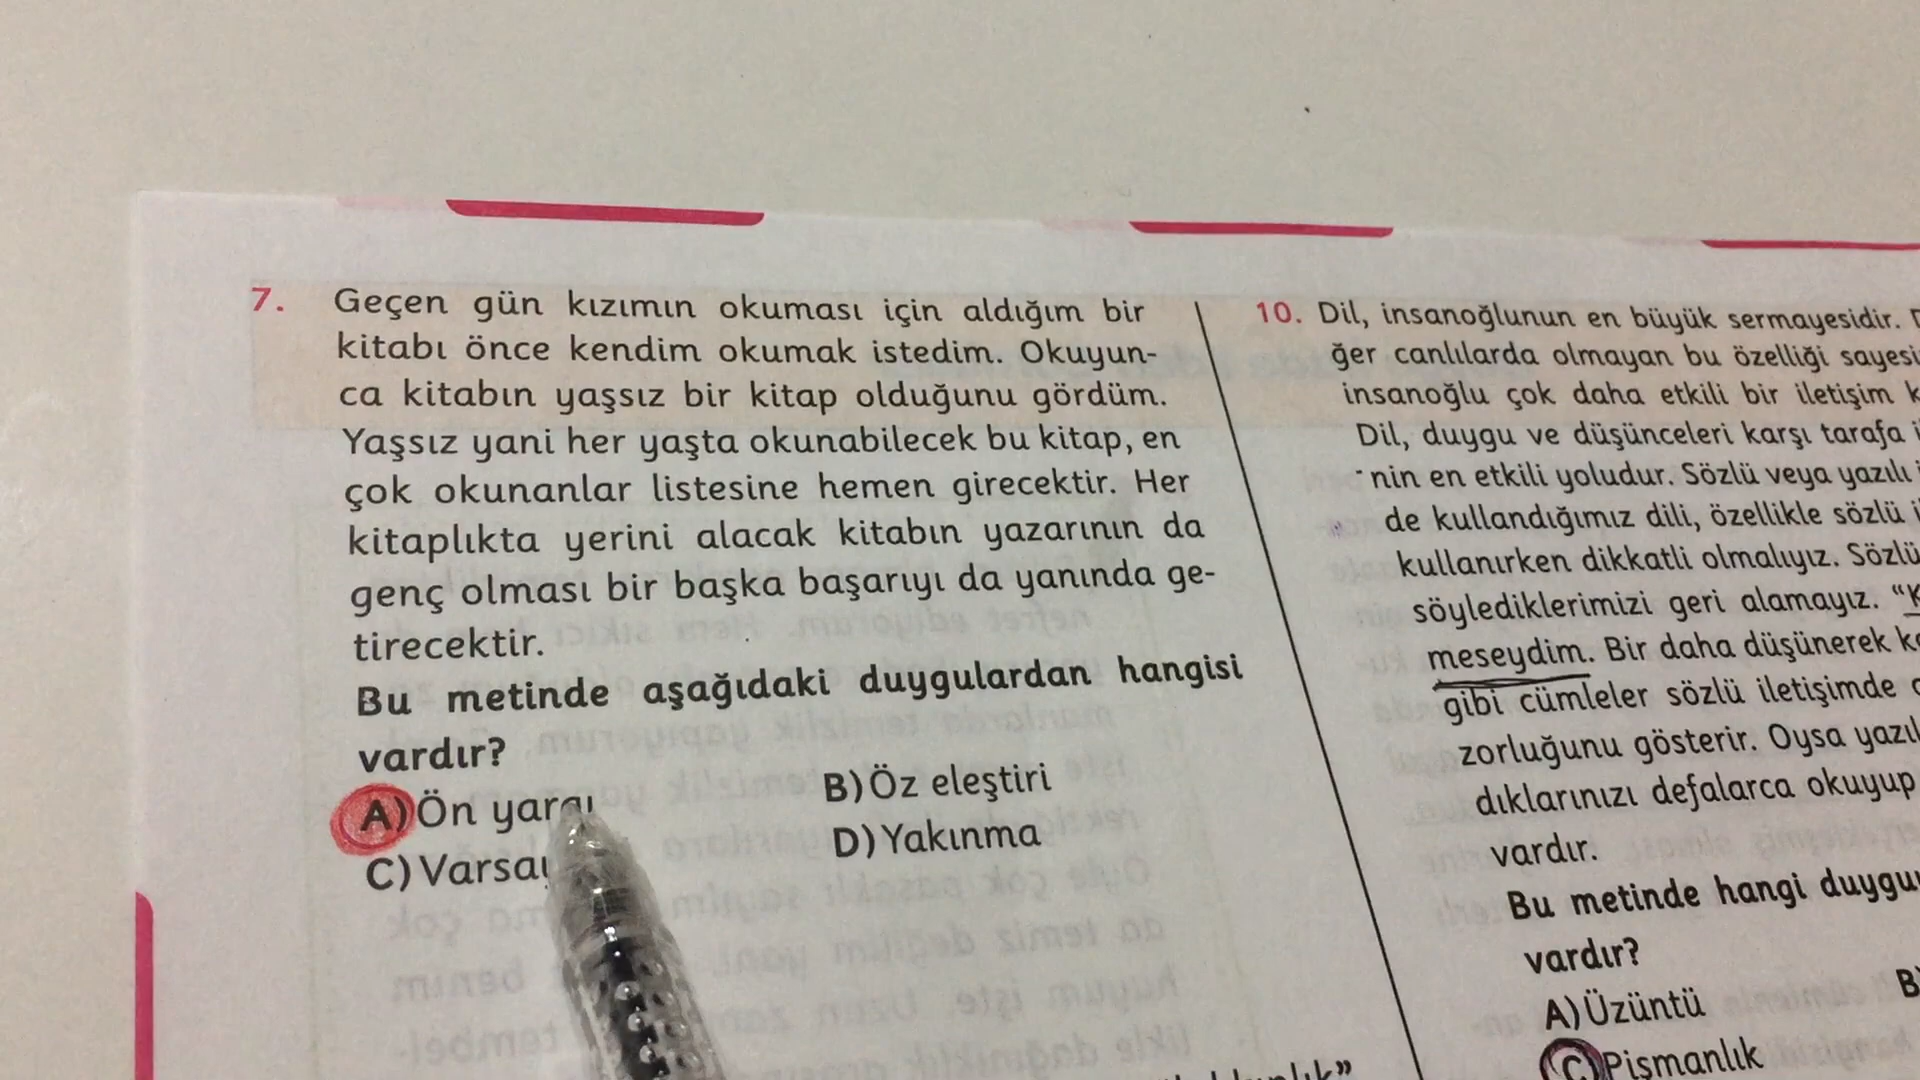 7. Geçen gün kızımın okuması için aldığım bir
kitabı önce kendim okumak istedim. Okuyun-
ca kitabın yaşsız bir kitap olduğunu gördüm.
Yaşsız yani her yaşta okunabilecek bu kitap, en
çok okunanlar listesine hemen girecektir. Her
kitaplıkta yerini alacak kitabın yazarının da
genç olması bir başka başarıyı da yanında ge-
tirecektir.
Bu metinde aşağıdaki duygulardan hangisi
vardır?
A) Ön yargı
B) Öz eleştiri
C)
D) Yakınma
10. Dil, insanoğlunun en büyük sermayesidir.
ğer canlılarda olmayan bu özelliği
insanoğlu çok daha etkili bir iletişim
Dil, duygu ve düşünceleri karşı tarafa
nin en etkili yoludur. Sözlü veya yazılı
de kullandığımız dili, özellikle sözlü
kullanırken dikkatli olmalıyız. Sözlü
söylediklerimizi geri alamayız.
meseydim. Bir daha düşünerek
gibi cümleler sözlü iletişimde
zorluğunu gösterir. Oysa
dıklarınızı defalarca okuyup
vardır.
Bu metinde hangi
vardır?
A) Üzüntü
B)
C) Pişmanlık